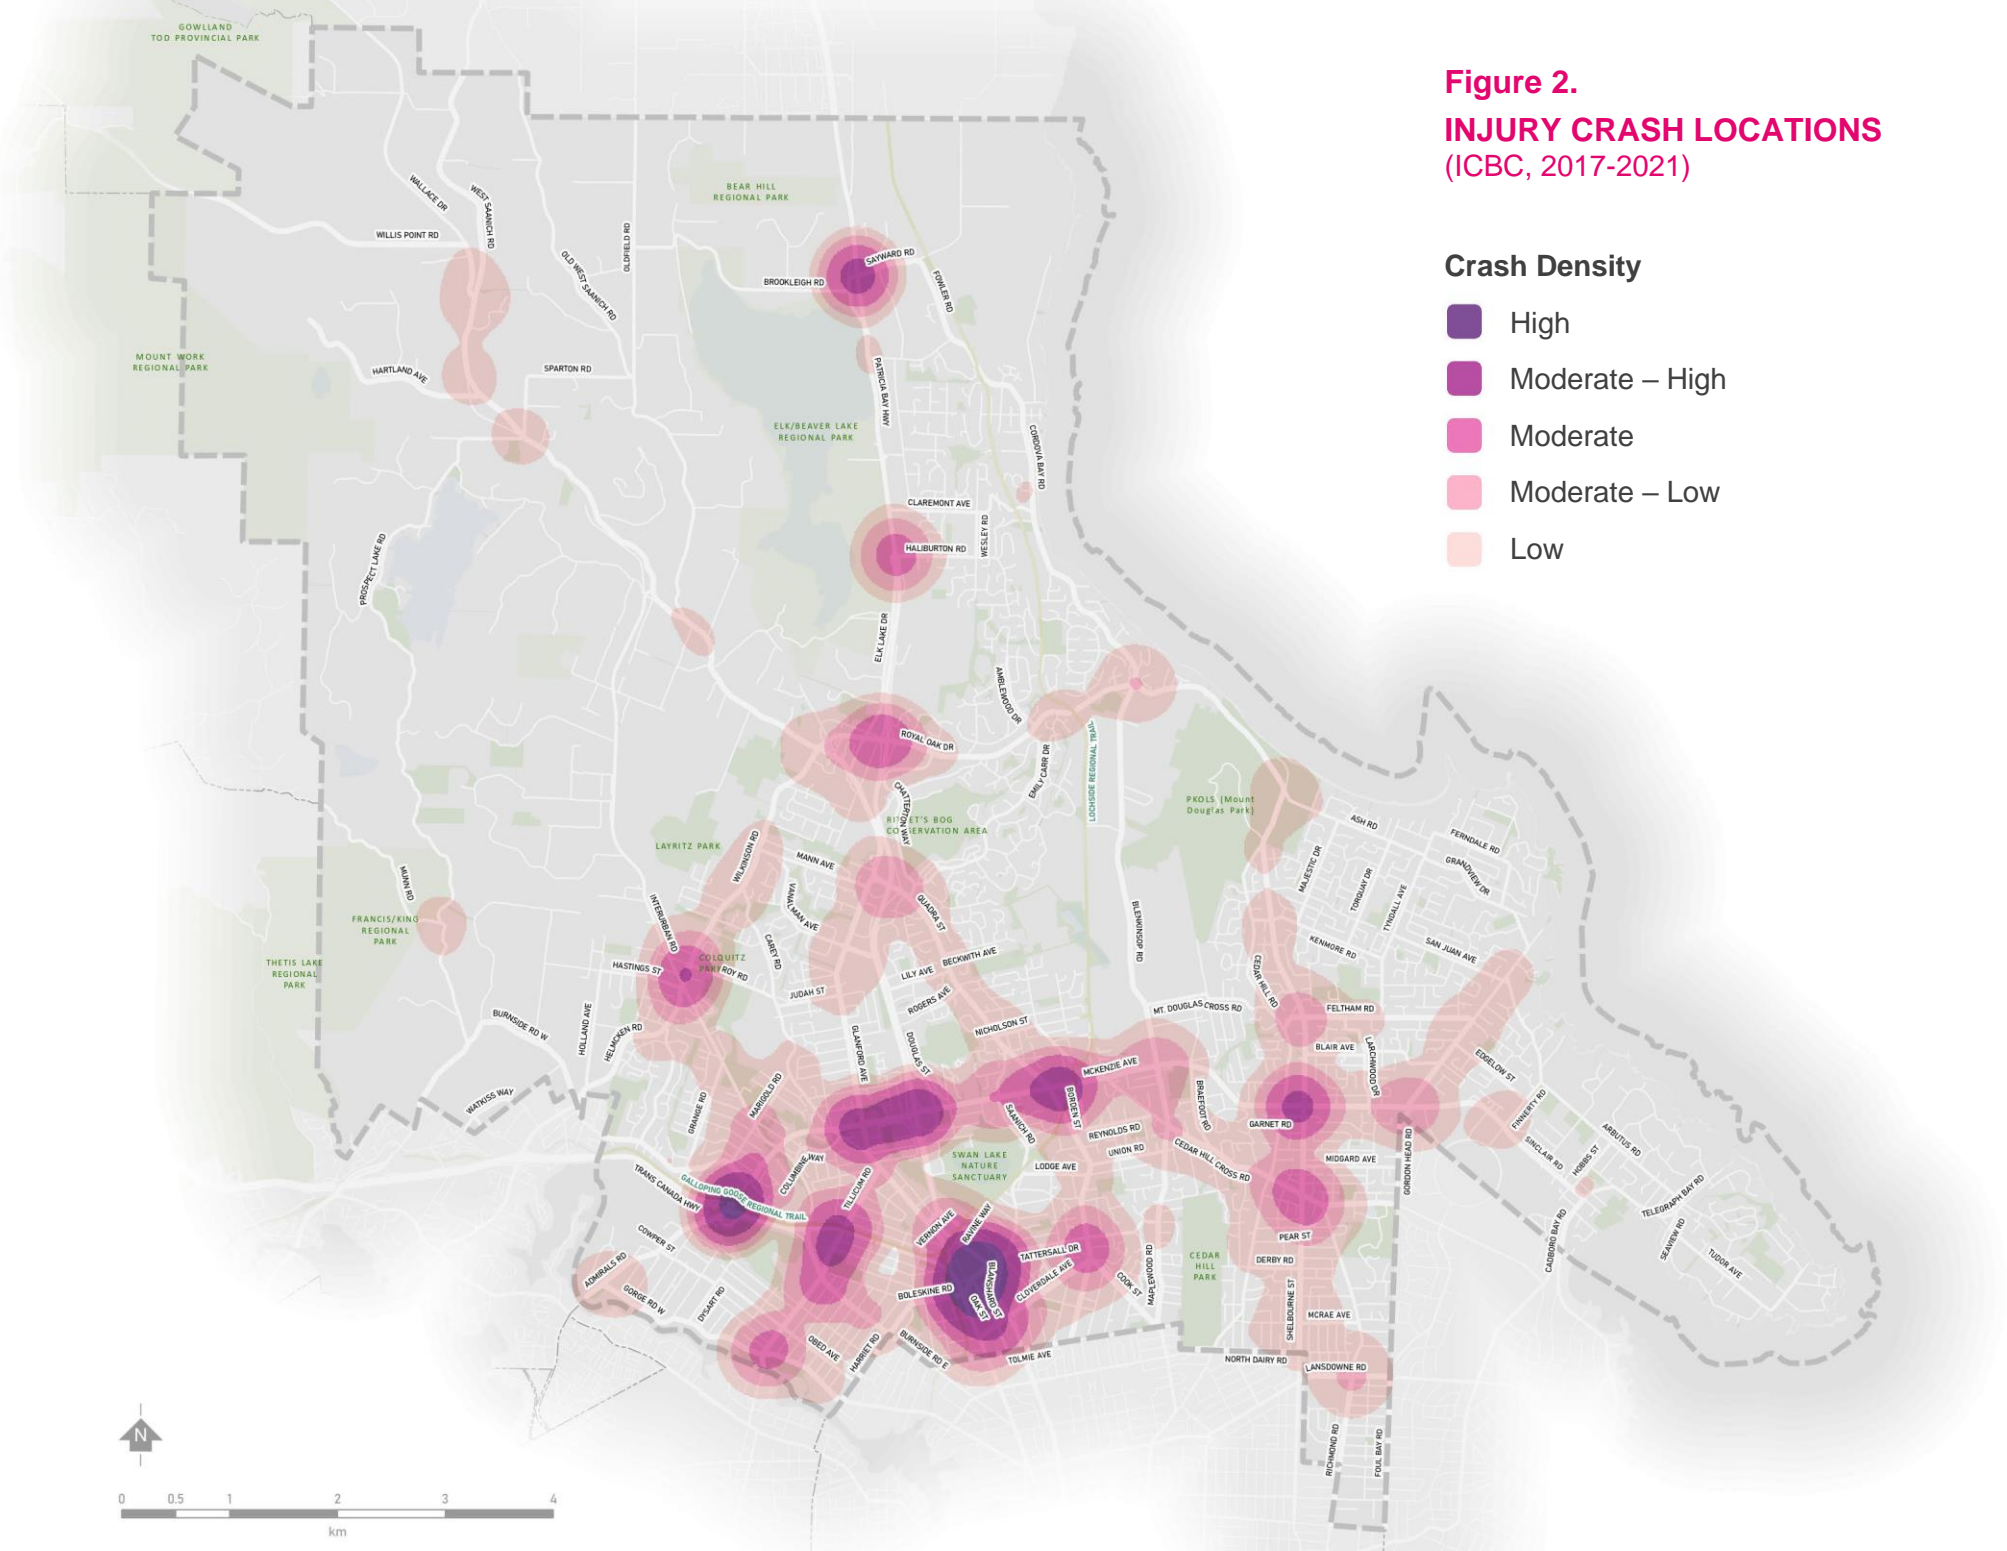 Figure 2.
INJURY CRASH LOCATIONS
(ICBC, 2017-2021)
Crash Density
High
Moderate – High
Moderate
Moderate – Low
Low
GOWLLAND
TOD PROVINCIAL PARK
BEAR HILL
REGIONAL PARK
WALLACE DR
WEST SAANICH RD
WILLIS POINT RD
OLDFIELD RD
OLD WEST SAANICH RD
SAYWARD RD
BROOKLEIGH RD
FOWLER RD
MOUNT WORK
REGIONAL PARK
HARTLAND AVE
SPARTON RD
PATRICIA BAY HWY
ELK/BEAVER LAKE
REGIONAL PARK
CORDOVA BAY RD
CLAREMONT AVE
WESLEY RD
HALIBURTON RD
PROSPECT LAKE RD
ELK LAKE DR
AMBLEWOOD DR
ROYAL OAK DR
EMILY CARR DR
LOCHSIDE REGIONAL TRAIL
CHATTERTON WAY
PKOLS (Mount
Douglas Park)
RITHET'S BOG
CONSERVATION AREA
LAYRITZ PARK
WILKINSON RD
MANN AVE
ASH RD
FERNDALE RD
GRANDVIEW DR
MAJESTIC DR
TORQUAY DR
TYNDALL AVE
MUNN RD
VANALMAN AVE
QUADRA ST
INTERURBAN RD
FRANCIS/KING
REGIONAL
PARK
CAREY RD
BLENKINSOP RD
KENMORE RD
SAN JUAN AVE
THETIS LAKE
REGIONAL
PARK
HASTINGS ST
COLQUITZ
PARK
ROY RD
LILY AVE
BECKWITH AVE
CEDAR HILL RD
JUDAH ST
ROGERS AVE
MT. DOUGLAS CROSS RD
FELTHAM RD
BURNSIDE RD W
HOLLAND AVE
HELMCKEN RD
NICHOLSON ST
GLANFORD AVE
DOUGLAS ST
BLAIR AVE
LARCHWOOD DR
EDGELOW ST
MCKENZIE AVE
WATKISS WAY
GRANGE RD
MARIGOLD RD
BORDEN ST
SAANICH RD
BRAEFOOT RD
FINNERTY RD
GARNET RD
REYNOLDS RD
UNION RD
CEDAR HILL CROSS RD
SINCLAIR RD
ARBUTUS RD
HOBBS ST
SWAN LAKE
NATURE
SANCTUARY
LODGE AVE
MIDGARD AVE
GORDON HEAD RD
COLUMBINE WAY
TILLICUM RD
TRANS CANADA HWY
GALLOPING GOOSE REGIONAL TRAIL
TELEGRAPH BAY RD
COWPER ST
VERNON AVE
RAVINE WAY
TATTERSALL DR
PEAR ST
CADBORO BAY RD
SEAVIEW RD
TUDOR AVE
ADMIRALS RD
GORGE RD W
DYSART RD
BOLESKINE RD
BLANSHARD ST
OAK ST
CLOVERDALE AVE
COOK ST
MAPLEWOOD RD
CEDAR
HILL
PARK
DERBY RD
SHELBOURNE ST
MCRAE AVE
OBED AVE
HARRIET RD
BURNSIDE RD E
TOLMIE AVE
NORTH DAIRY RD
LANSDOWNE RD
RICHMOND RD
FOUL BAY RD
N
0 0.5 1 2 3 4
km